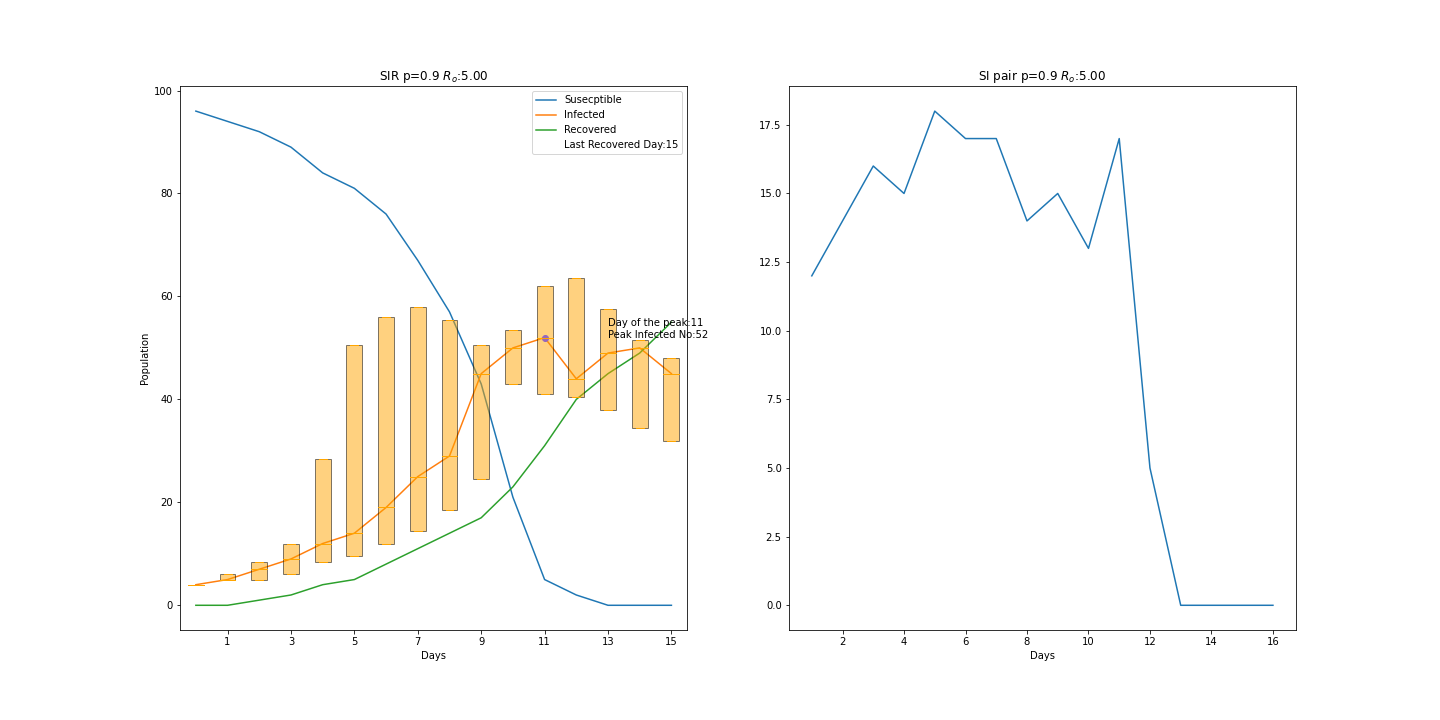 SIR p=0.9 Rₒ:5.00
100
80
60
40
20
0
Population
Susecptible
Infected
Recovered
Last Recovered Day:15
Day of the peak:11
Peak Infected No:52
1 3 5 7 9 11 13 15
Days
SI pair p=0.9 Rₒ:5.00
17.5
15.0
12.5
10.0
7.5
5.0
2.5
0.0
2 4 6 8 10 12 14 16
Days